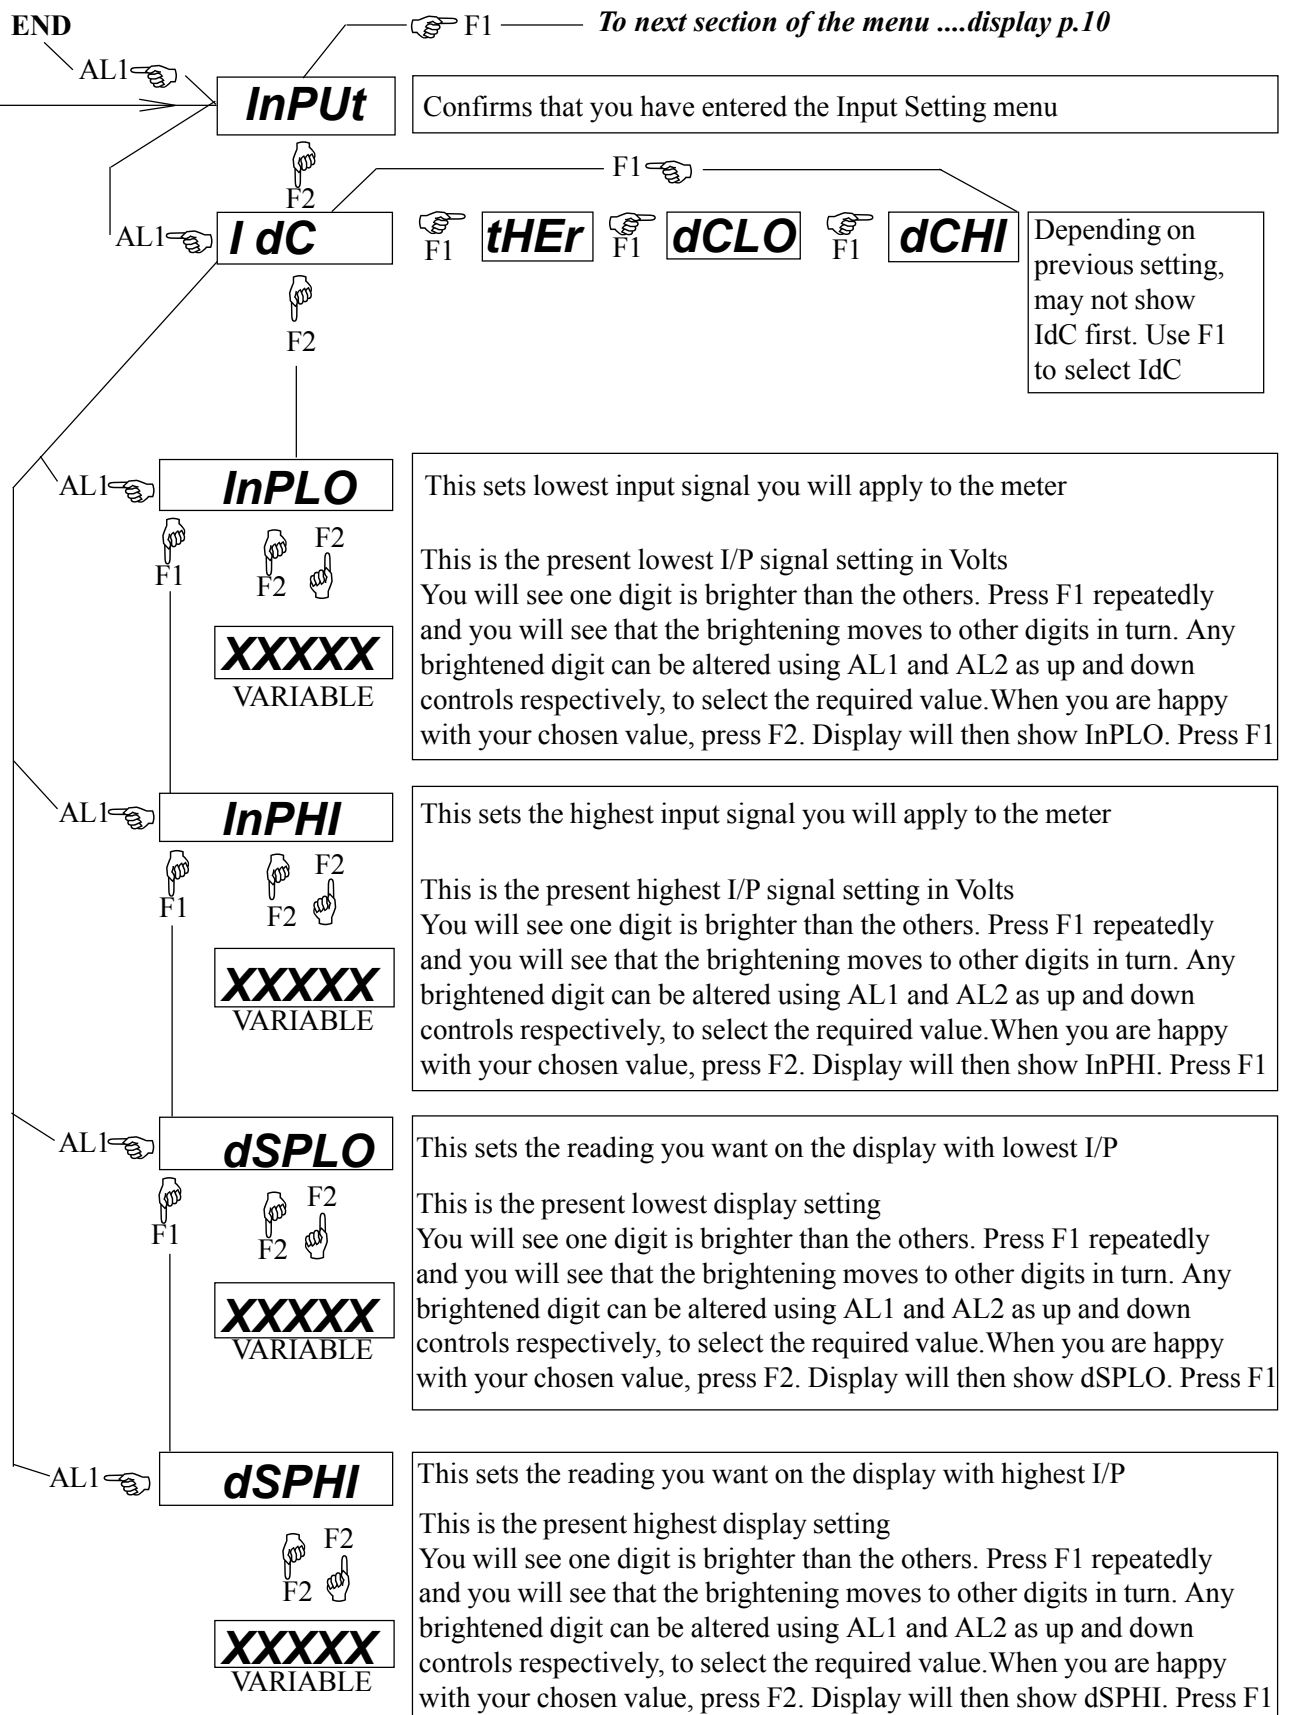 END
F1
To next section of the menu ....display p.10
AL1
InPUt
Confirms that you have entered the Input Setting menu
F2
F1
AL1
I dC
F1
tHEr
F1
dCLO
F1
dCHI
Depending on
previous setting,
may not show
IdC first. Use F1
to select IdC
F2
AL1
InPLO
This sets lowest input signal you will apply to the meter
F1
F2
F2
This is the present lowest I/P signal setting in Volts
You will see one digit is brighter than the others. Press F1 repeatedly
and you will see that the brightening moves to other digits in turn. Any
brightened digit can be altered using AL1 and AL2 as up and down
controls respectively, to select the required value.When you are happy
with your chosen value, press F2. Display will then show InPLO. Press F1
XXXXX
VARIABLE
AL1
InPHI
This sets the highest input signal you will apply to the meter
F1
F2
F2
This is the present highest I/P signal setting in Volts
You will see one digit is brighter than the others. Press F1 repeatedly
and you will see that the brightening moves to other digits in turn. Any
brightened digit can be altered using AL1 and AL2 as up and down
controls respectively, to select the required value.When you are happy
with your chosen value, press F2. Display will then show InPHI. Press F1
XXXXX
VARIABLE
AL1
dSPLO
This sets the reading you want on the display with lowest I/P
F1
F2
F2
This is the present lowest display setting
You will see one digit is brighter than the others. Press F1 repeatedly
and you will see that the brightening moves to other digits in turn. Any
brightened digit can be altered using AL1 and AL2 as up and down
controls respectively, to select the required value.When you are happy
with your chosen value, press F2. Display will then show dSPLO. Press F1
XXXXX
VARIABLE
AL1
dSPHI
This sets the reading you want on the display with highest I/P
F2
F2
This is the present highest display setting
You will see one digit is brighter than the others. Press F1 repeatedly
and you will see that the brightening moves to other digits in turn. Any
brightened digit can be altered using AL1 and AL2 as up and down
controls respectively, to select the required value.When you are happy
with your chosen value, press F2. Display will then show dSPHI. Press F1
XXXXX
VARIABLE